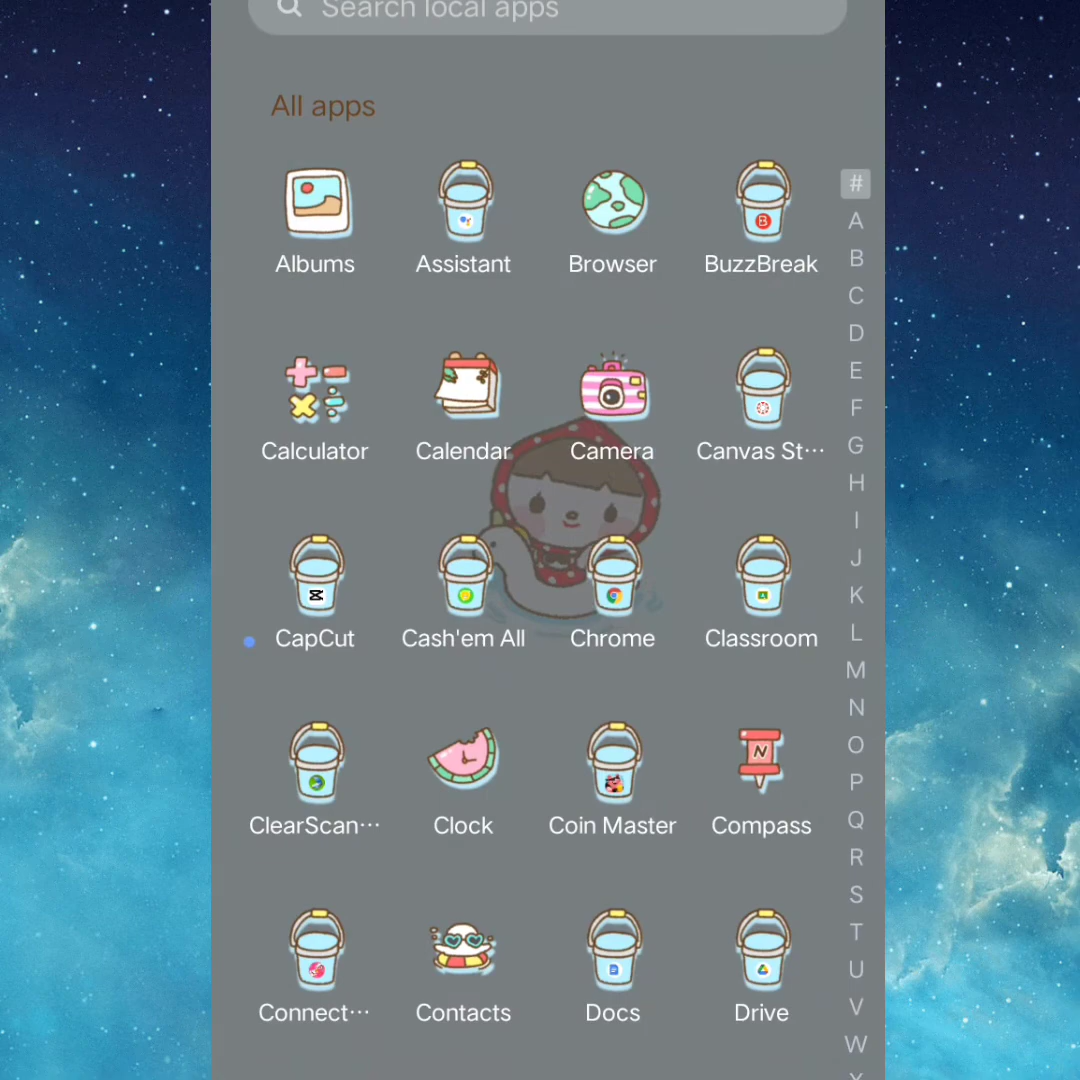 Search local apps
All apps
#
Albums Assistant Browser BuzzBreak
A
B
C
D
E
Calculator Calendar Camera Canvas St···
F
G
H
I
J
K
CapCut Cash'em All Chrome Classroom
L
M
N
N
O
P
ClearScan··· Clock Coin Master Compass
Q
R
S
T
U
Connect··· Contacts Docs Drive
V
W
X